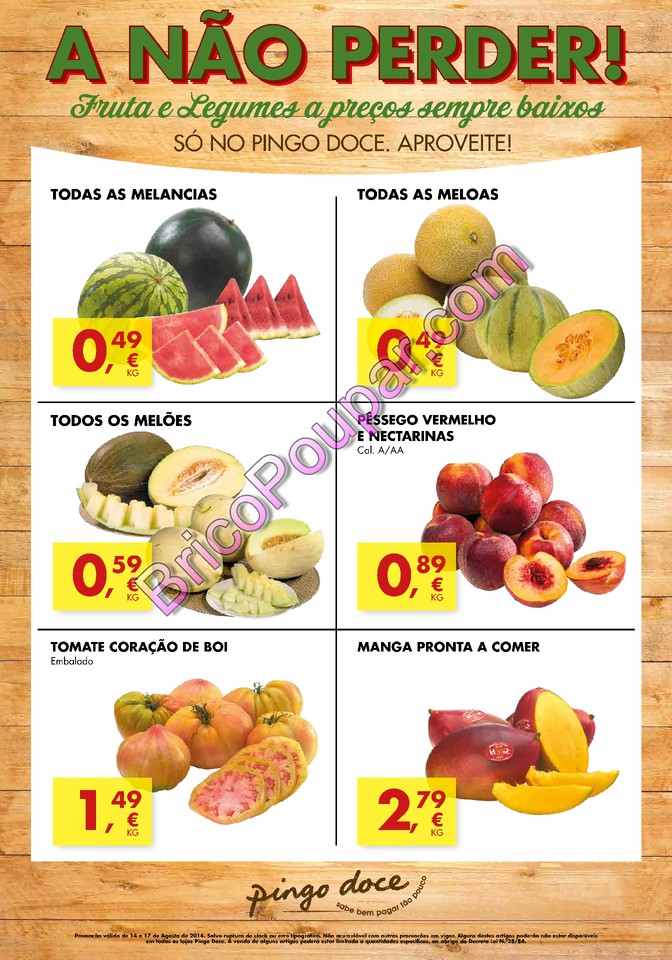 A NÃO PERDER!
Fruta e Legumes a preços sempre baixos
SÓ NO PINGO DOCE. APROVEITE!
TODAS AS MELANCIAS
0,49 €
KG
TODAS AS MELOAS
0,49 €
KG
TODOS OS MELÕES
0,59 €
KG
PÊSSEGO VERMELHO
E NECTARINAS
Cal. A/AA
0,89 €
KG
TOMATE CORAÇÃO DE BOI
Embalado
1,49 €
KG
MANGA PRONTA A COMER
2,79 €
KG
BricoPoupar.com
pingo doce
sabe bem pagar tão pouco
Promoção válida de 14 a 17 de Agosto de 2014. Salvo ruptura de stock ou erro tipográfico. Não acumulável com outras promoções em vigor. Alguns destes artigos poderão não estar disponíveis
em todas as lojas Pingo Doce. A venda de alguns artigos poderá estar limitada a quantidades específicas, ao abrigo do Decreto Lei N.º28/84.